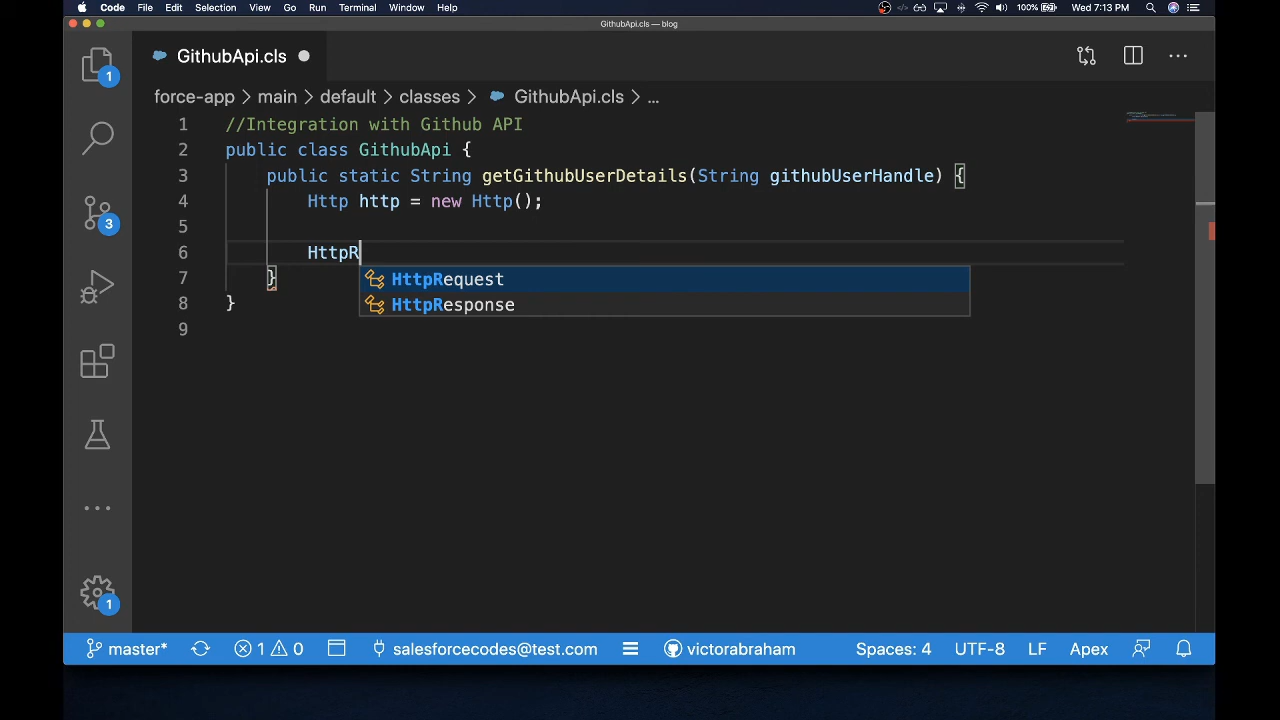 Code File Edit Selection View Go Run Terminal Window Help 100% Wed 7:13 PM
GithubApi.cls — blog
GithubApi.cls
1
force-app > main > default > classes > GithubApi.cls > ...
1 //Integration with Github API
2 public class GithubApi {
3 public static String getGithubUserDetails(String githubUserHandle) {
4 Http http = new Http();
5
6 HttpR
7 }
HttpRequest
8 }
HttpResponse
9
3
1
master* 1 0 salesforcecodes@test.com victorabraham Spaces: 4 UTF-8 LF Apex